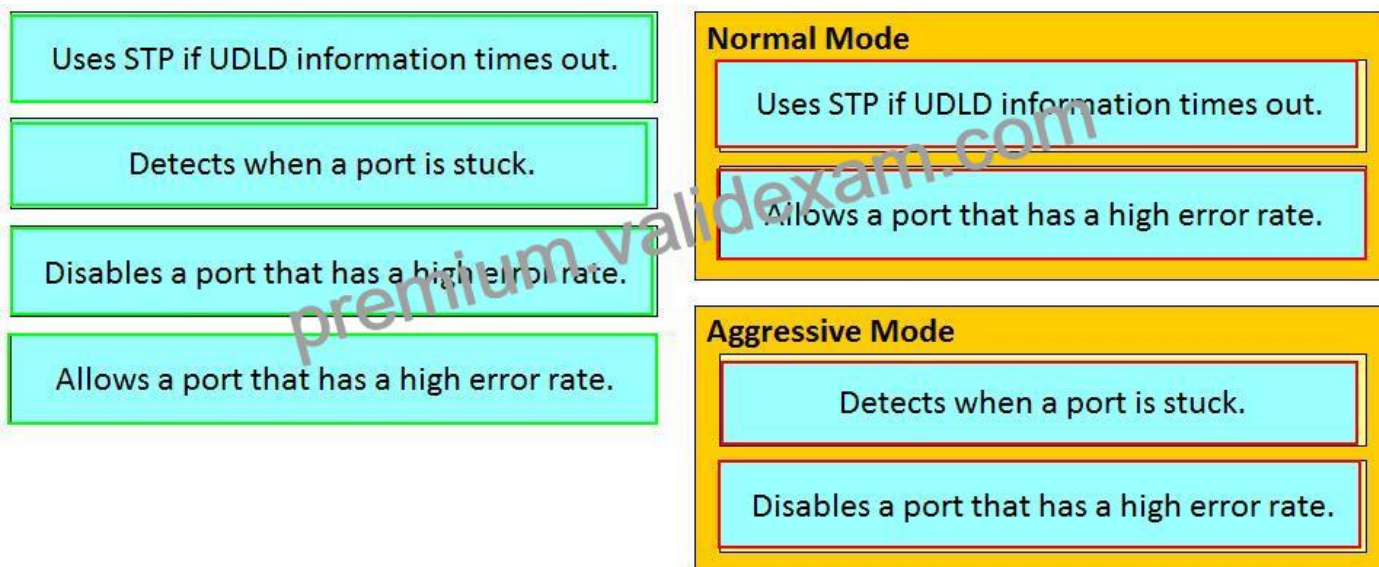 Uses STP if UDLD information times out.
Detects when a port is stuck.
Disables a port that has a high error rate.
Allows a port that has a high error rate.
Normal Mode
Uses STP if UDLD information times out.
Allows a port that has a high error rate.
Aggressive Mode
Detects when a port is stuck.
Disables a port that has a high error rate.
premium.validexam.com